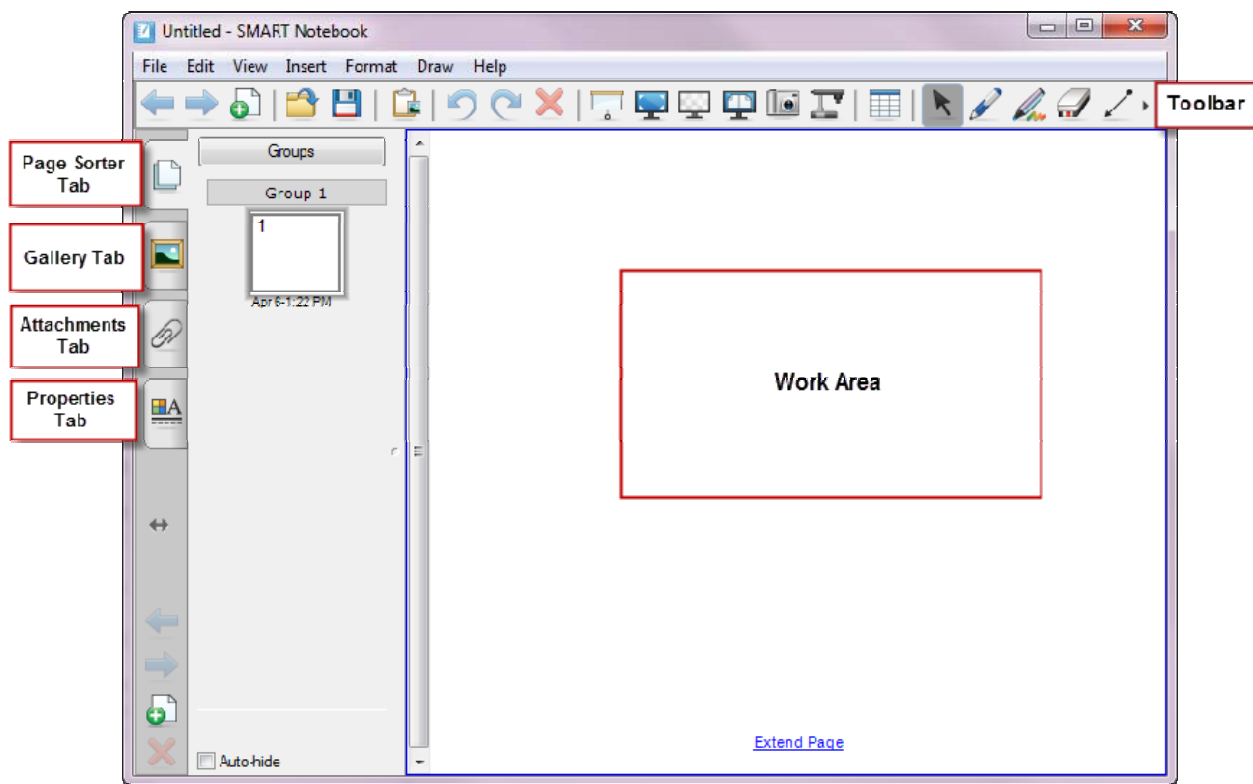 Untitled - SMART Notebook
File Edit View Insert Format Draw Help
Toolbar
Page Sorter
Tab
Groups
Group 1
1
Gallery Tab
Apr 6-1:22 PM
Attachments
Tab
Work Area
Properties
Tab
A
Extend Page
Auto-hide